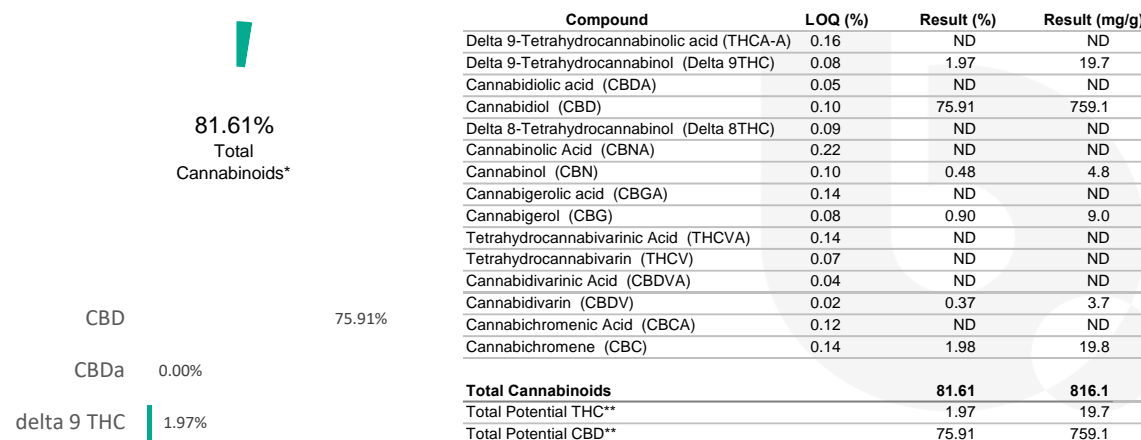 81.61%
Total
Cannabinoids*
CBD 75.91%
CBDa 0.00%
delta 9 THC 1.97%
Compound LOQ (%) Result (%) Result (mg/g)
Delta 9-Tetrahydrocannabinolic acid (THCA-A) 0.16 ND ND
Delta 9-Tetrahydrocannabinol (Delta 9THC) 0.08 1.97 19.7
Cannabidiolic acid (CBDA) 0.05 ND ND
Cannabidiol (CBD) 0.10 75.91 759.1
Delta 8-Tetrahydrocannabinol (Delta 8THC) 0.09 ND ND
Cannabinolic Acid (CBNA) 0.22 ND ND
Cannabinol (CBN) 0.10 0.48 4.8
Cannabigerolic acid (CBGA) 0.14 ND ND
Cannabigerol (CBG) 0.08 0.90 9.0
Tetrahydrocannabivarinic Acid (THCVA) 0.14 ND ND
Tetrahydrocannabivarin (THCV) 0.07 ND ND
Cannabidivarinic Acid (CBDVA) 0.04 ND ND
Cannabidivarin (CBDV) 0.02 0.37 3.7
Cannabichromenic Acid (CBCA) 0.12 ND ND
Cannabichromene (CBC) 0.14 1.98 19.8
Total Cannabinoids 81.61 816.1
Total Potential THC** 1.97 19.7
Total Potential CBD** 75.91 759.1